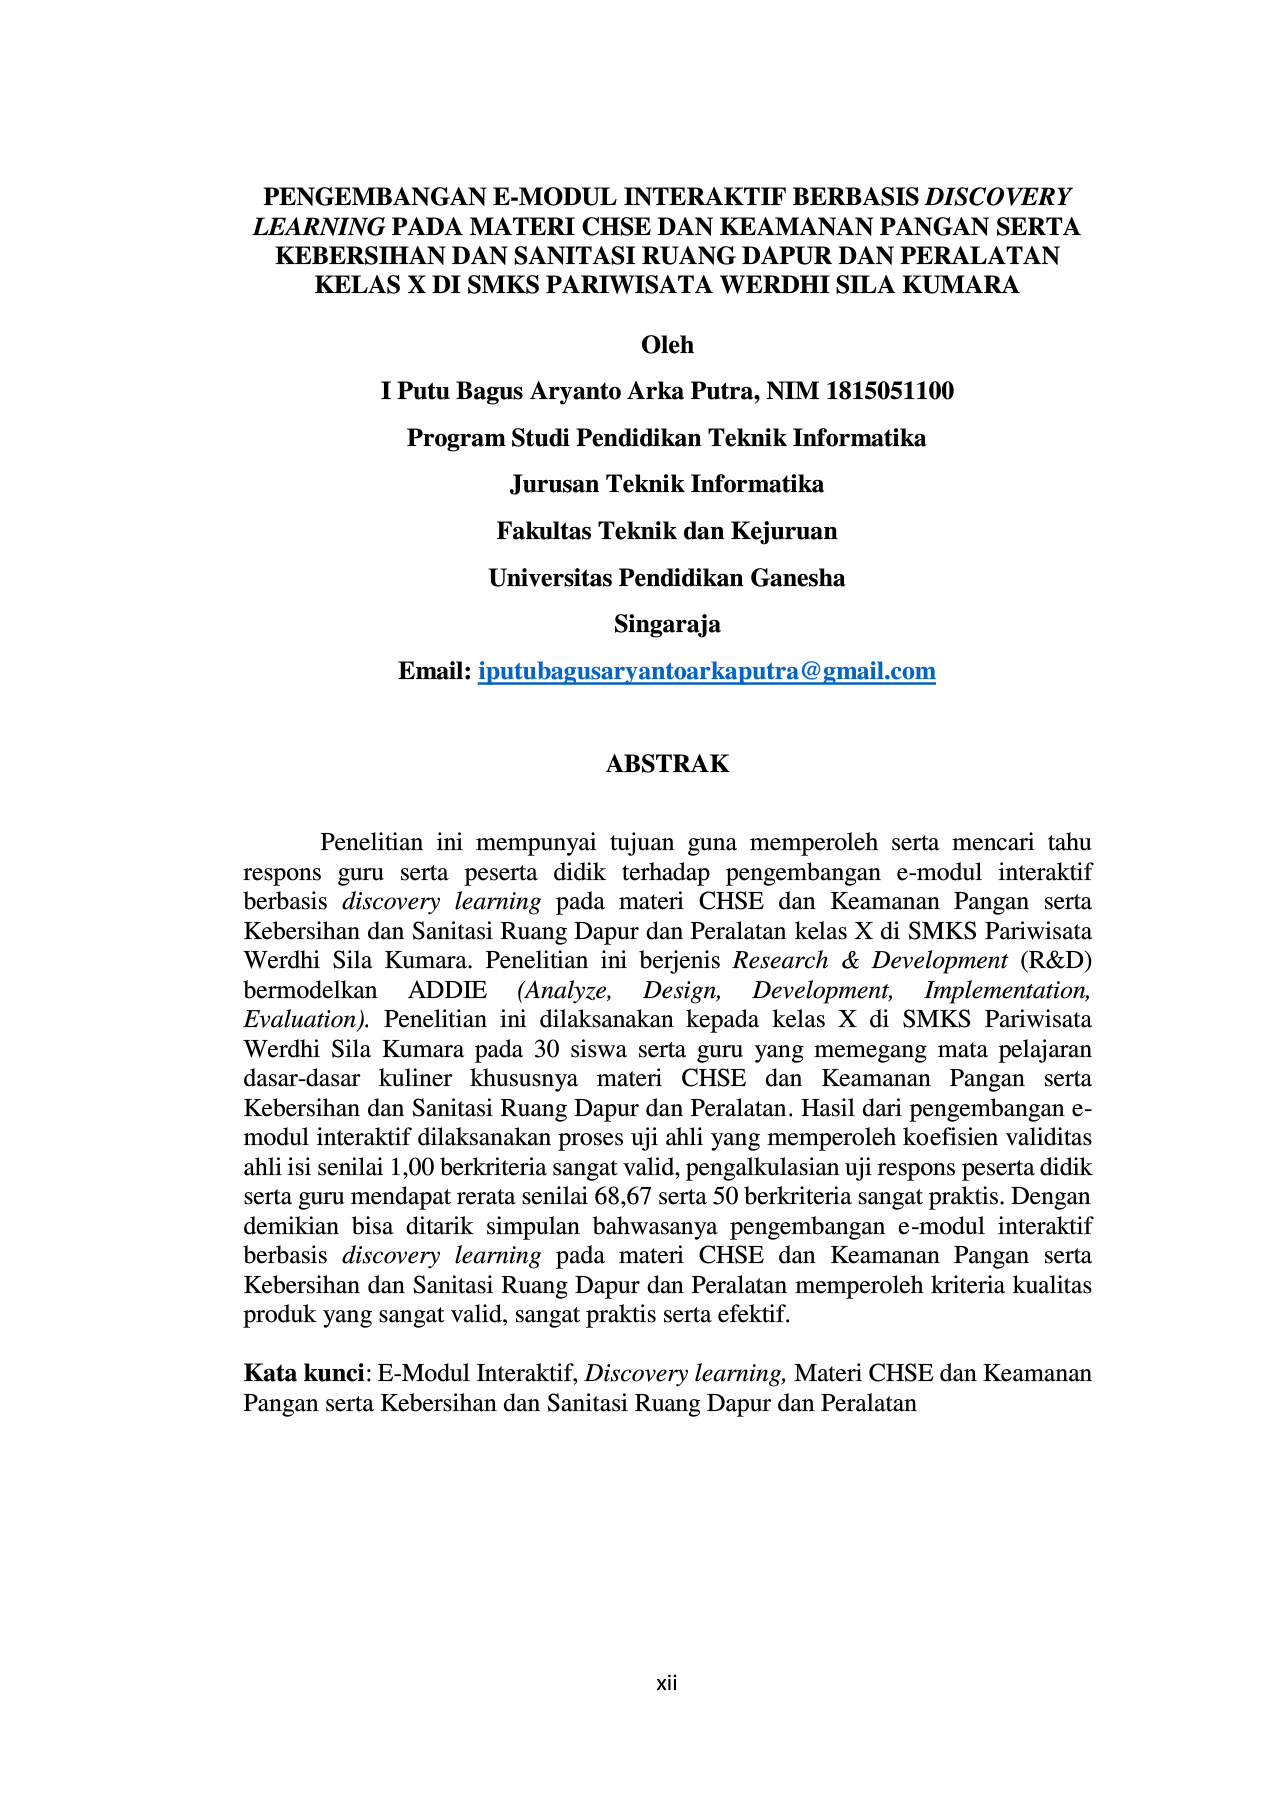 PENGEMBANGAN E-MODUL INTERAKTIF BERBASIS DISCOVERY
LEARNING PADA MATERI CHSE DAN KEAMANAN PANGAN SERTA
KEBERSIHAN DAN SANITASI RUANG DAPUR DAN PERALATAN
KELAS X DI SMKS PARIWISATA WERDHI SILA KUMARA
Oleh
I Putu Bagus Aryanto Arka Putra, NIM 1815051100
Program Studi Pendidikan Teknik Informatika
Jurusan Teknik Informatika
Fakultas Teknik dan Kejuruan
Universitas Pendidikan Ganesha
Singaraja
Email: iputubagusaryantoarkaputra@gmail.com
ABSTRAK
Penelitian ini mempunyai tujuan guna memperoleh serta mencari tahu
respons guru serta peserta didik terhadap pengembangan e-modul interaktif
berbasis discovery learning pada materi CHSE dan Keamanan Pangan serta
Kebersihan dan Sanitasi Ruang Dapur dan Peralatan kelas X di SMKS Pariwisata
Werdhi Sila Kumara. Penelitian ini berjenis Research & Development (R&D)
bermodelkan ADDIE (Analyze, Design, Development, Implementation,
Evaluation). Penelitian ini dilaksanakan kepada kelas X di SMKS Pariwisata
Werdhi Sila Kumara pada 30 siswa serta guru yang memegang mata pelajaran
dasar-dasar kuliner khususnya materi CHSE dan Keamanan Pangan serta
Kebersihan dan Sanitasi Ruang Dapur dan Peralatan. Hasil dari pengembangan e-
modul interaktif dilaksanakan proses uji ahli yang memperoleh koefisien validitas
ahli isi senilai 1,00 berkriteria sangat valid, pengalkulasian uji respons peserta didik
serta guru mendapat rerata senilai 68,67 serta 50 berkriteria sangat praktis. Dengan
demikian bisa ditarik simpulan bahwasanya pengembangan e-modul interaktif
berbasis discovery learning pada materi CHSE dan Keamanan Pangan serta
Kebersihan dan Sanitasi Ruang Dapur dan Peralatan memperoleh kriteria kualitas
produk yang sangat valid, sangat praktis serta efektif.
Kata kunci: E-Modul Interaktif, Discovery learning, Materi CHSE dan Keamanan
Pangan serta Kebersihan dan Sanitasi Ruang Dapur dan Peralatan
xii